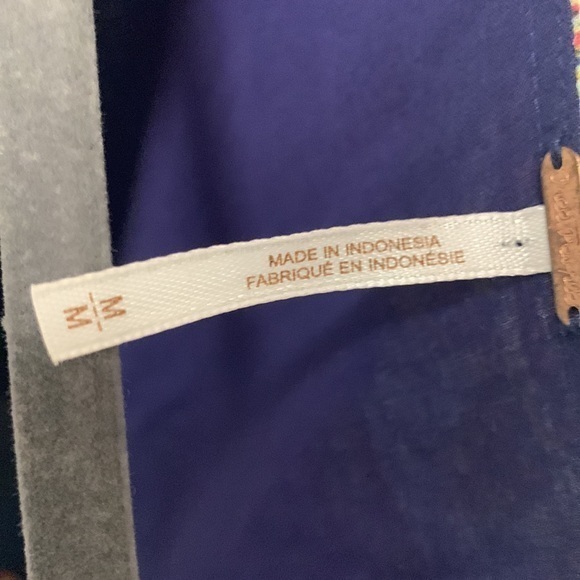 MADE IN INDONESIA
FABRIQUÉ EN INDONÉSIE
M
M